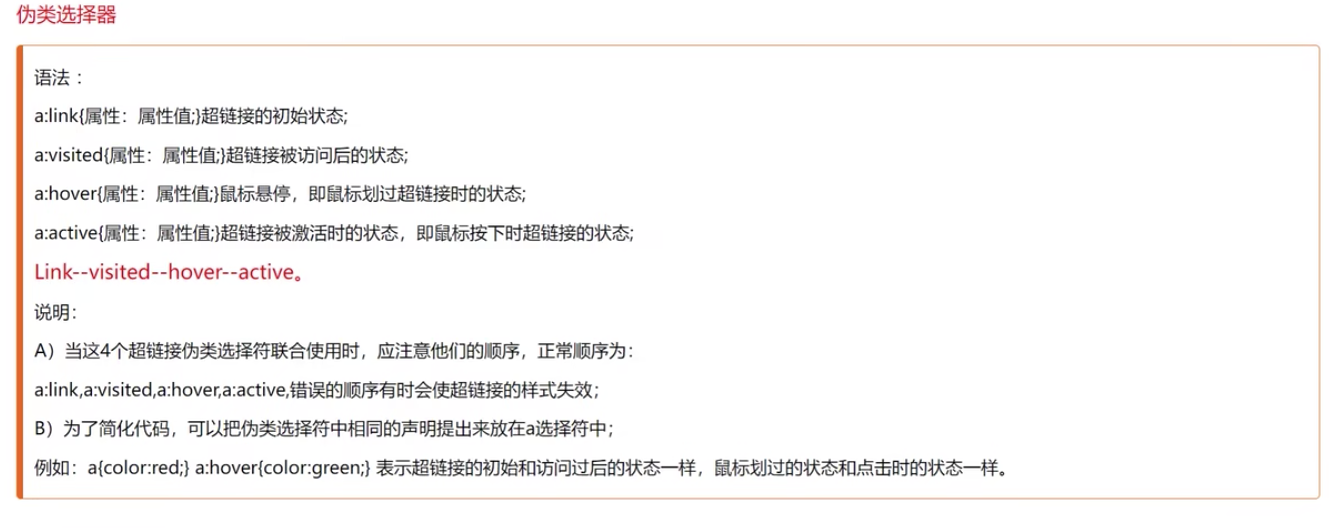 伪类选择器
语法 ：
a:link{属性：属性值;}超链接的初始状态;
a:visited{属性：属性值;}超链接被访问后的状态;
a:hover{属性：属性值;}鼠标悬停，即鼠标划过超链接时的状态;
a:active{属性：属性值;}超链接被激活时的状态，即鼠标按下时超链接的状态;
Link--visited--hover--active。
说明：
A）当这4个超链接伪类选择符联合使用时，应注意他们的顺序，正常顺序为：
a:link,a:visited,a:hover,a:active,错误的顺序有时会使超链接的样式失效；
B）为了简化代码，可以把伪类选择符中相同的声明提出来放在a选择符中；
例如：a{color:red;} a:hover{color:green;} 表示超链接的初始和访问过后的状态一样，鼠标划过的状态和点击时的状态一样。